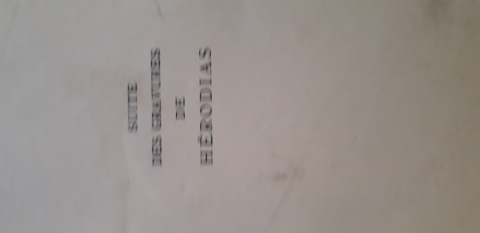 SUITE
DES GRAVURES
DE
HÉRODIAS